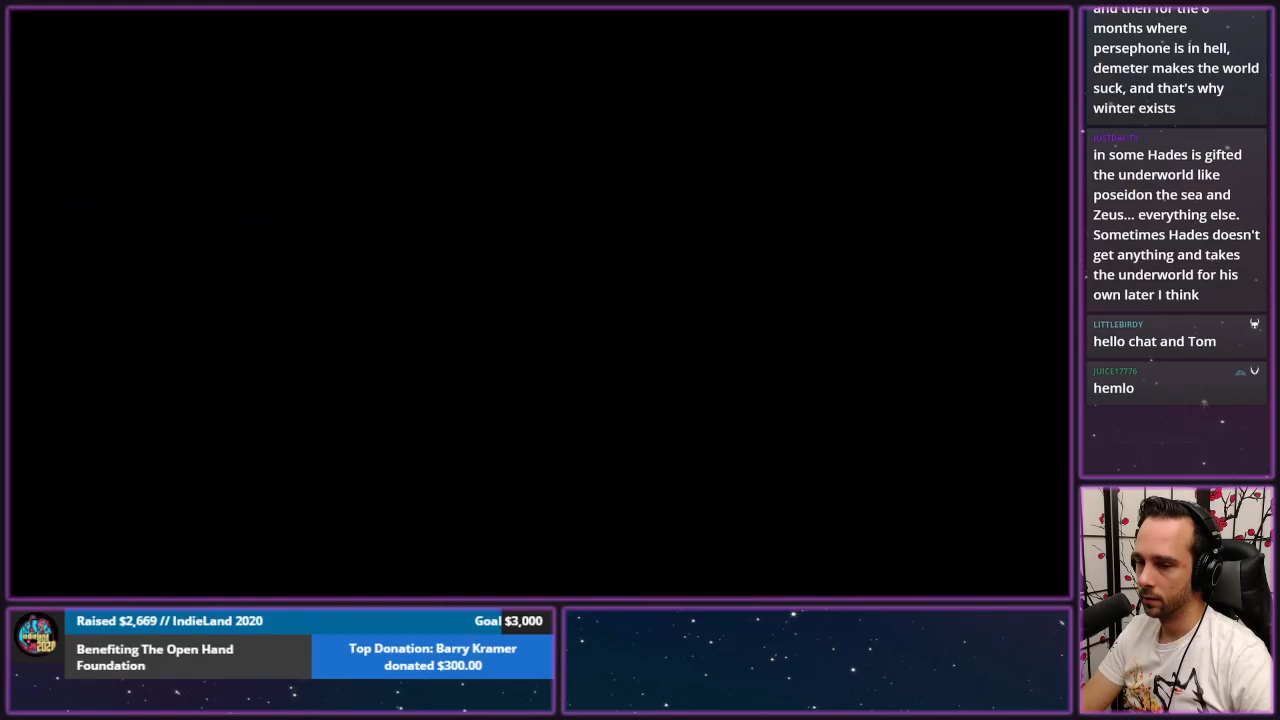 and then for the 6
months where
persephone is in hell,
demeter makes the world
suck, and that's why
winter exists
JUSTDAI_TV
in some Hades is gifted
the underworld like
poseidon the sea and
Zeus... everything else.
Sometimes Hades doesn't
get anything and takes
the underworld for his
own later I think
LITTLEBIRDY
hello chat and Tom
JUICE17776
hemlo
Raised $2,669 // IndieLand 2020
Goal $3,000
Benefiting The Open Hand
Foundation
Top Donation: Barry Kramer
donated $300.00
indieland
2020